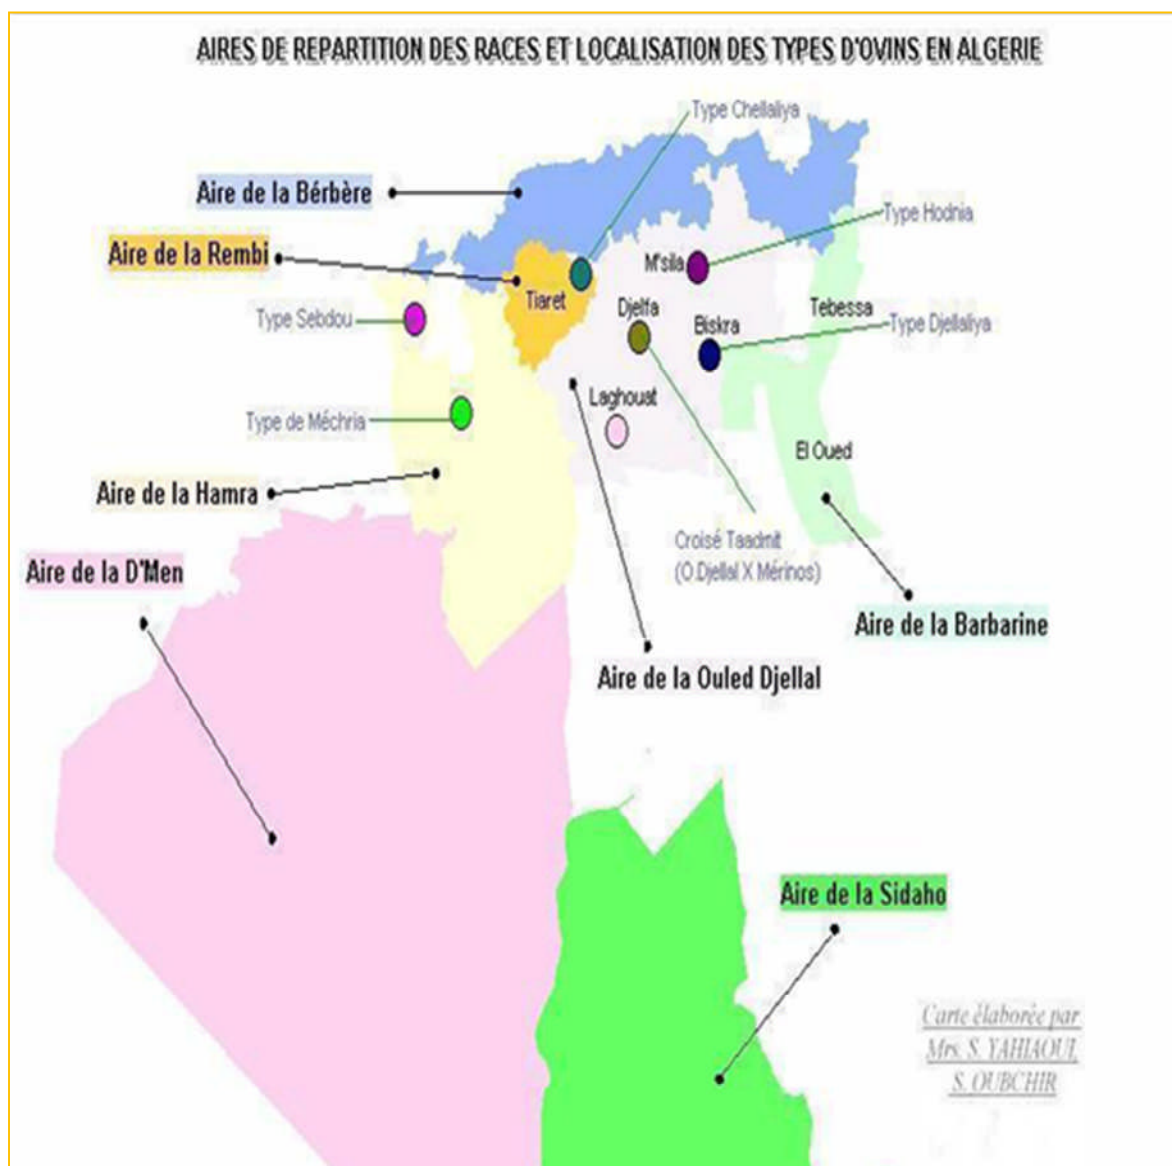 AIRES DE REPARTITION DES RACES ET LOCALISATION DES TYPES D'OVINS EN ALGERIE
Type Chellaliya
Aire de la Bérbère
Type Hodnia
Aire de la Rembi
M'sila
Tiaret
Djelfa
Tebessa
Type Sebdou
Biskra
Type Djellaliya
Laghouat
Type de Méchria
El Oued
Aire de la Hamra
Croisé Taadmit
(O.Djellal X Mérinos)
Aire de la D'Men
Aire de la Barbarine
Aire de la Ouled Djellal
Aire de la Sidaho
Carte élaborée par
Mrs. S. YAHIAOUI,
S. OUBCHIR